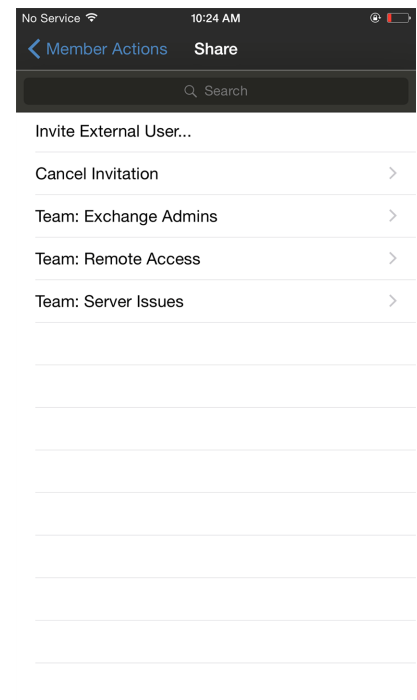 No Service 10:24 AM
Member Actions Share
Search
Invite External User...
Cancel Invitation
Team: Exchange Admins
Team: Remote Access
Team: Server Issues